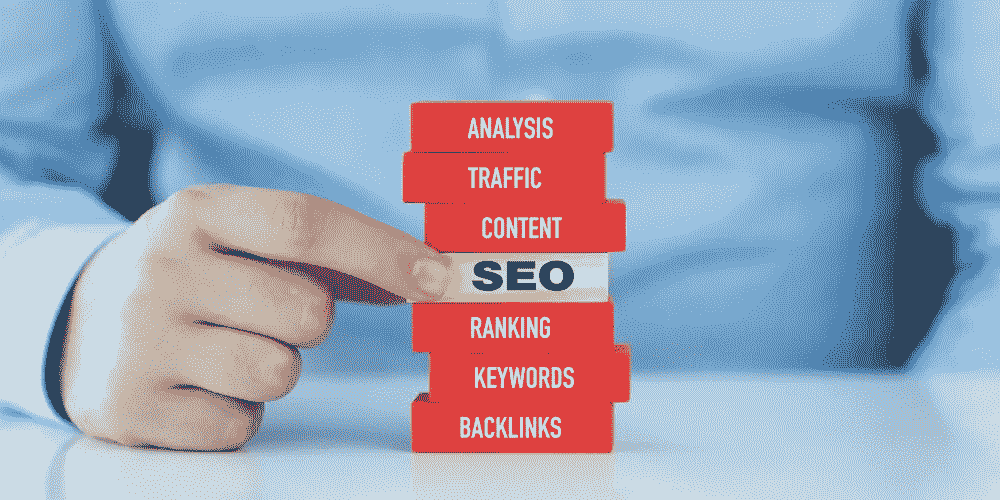 ANALYSIS
TRAFFIC
CONTENT
SEO
RANKING
KEYWORDS
BACKLINKS